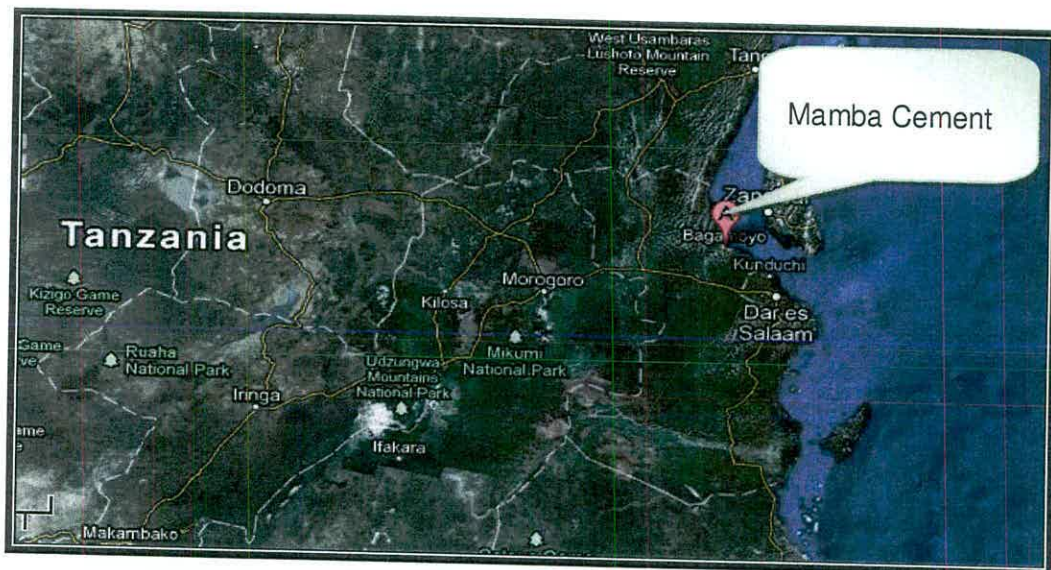 West Usambaras
Lushoto Mountain
Reserve
Mamba Cement
Dodoma
Tanzania
Kizigo Game
Reserve
Morogoro
Kilosa
Kunduchi
Dar es
Salaam
Game
Ruaha
National Park
Udzungwa
Mountains
National Park
Mikumi
National Park
Iringa
Ifakara
Makambako